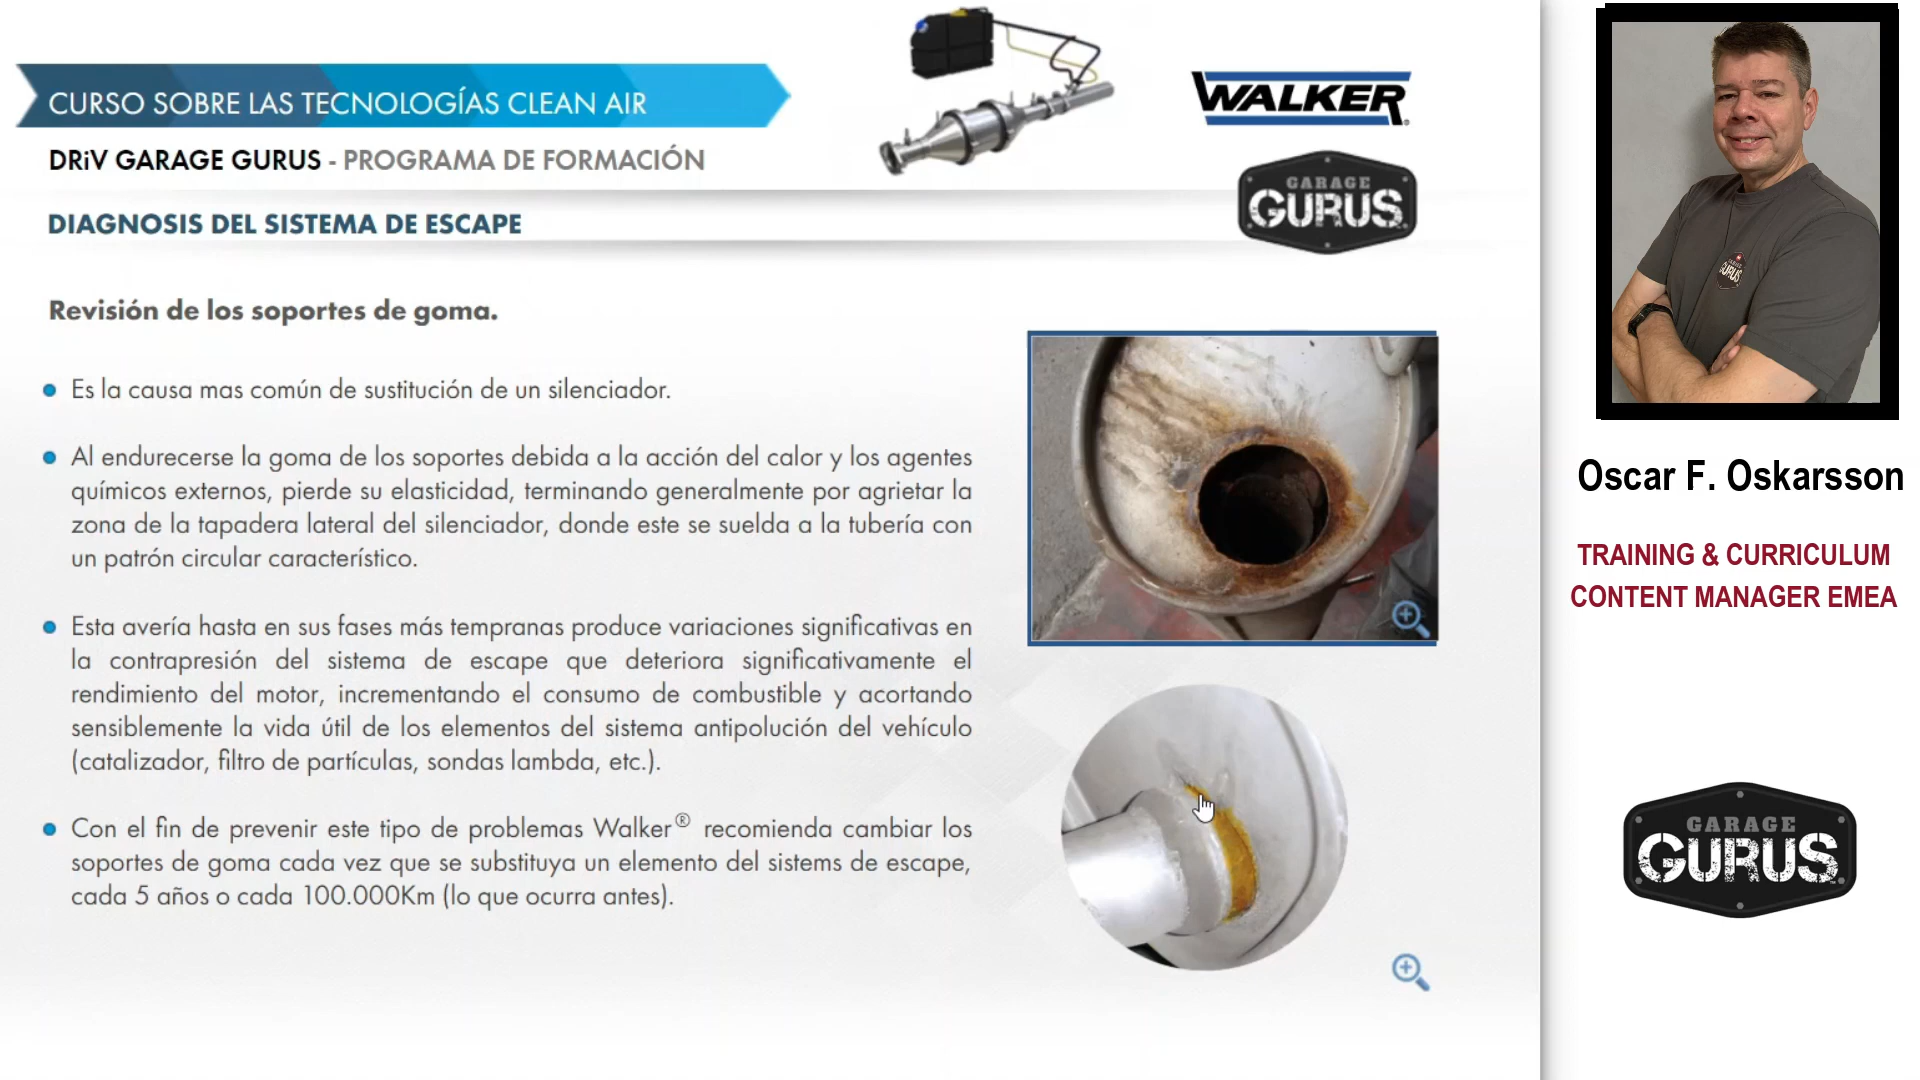 CURSO SOBRE LAS TECNOLOGÍAS CLEAN AIR
DRiV GARAGE GURUS - PROGRAMA DE FORMACIÓN
WALKER®
GARAGE
GURUS
DIAGNOSIS DEL SISTEMA DE ESCAPE
Revisión de los soportes de goma.
Es la causa mas común de sustitución de un silenciador.
Al endurecerse la goma de los soportes debida a la acción del calor y los agentes
químicos externos, pierde su elasticidad, terminando generalmente por agrietar la
zona de la tapadera lateral del silenciador, donde este se suelda a la tubería con
un patrón circular característico.
Esta avería hasta en sus fases más tempranas produce variaciones significativas en
la contrapresión del sistema de escape que deteriora significativamente el
rendimiento del motor, incrementando el consumo de combustible y acortando
sensiblemente la vida útil de los elementos del sistema antipolución del vehículo
(catalizador, filtro de partículas, sondas lambda, etc.).
Con el fin de prevenir este tipo de problemas Walker® recomienda cambiar los
soportes de goma cada vez que se substituya un elemento del sistems de escape,
cada 5 años o cada 100.000Km (lo que ocurra antes).
GURUS
Oscar F. Oskarsson
TRAINING & CURRICULUM
CONTENT MANAGER EMEA
GARAGE
GURUS